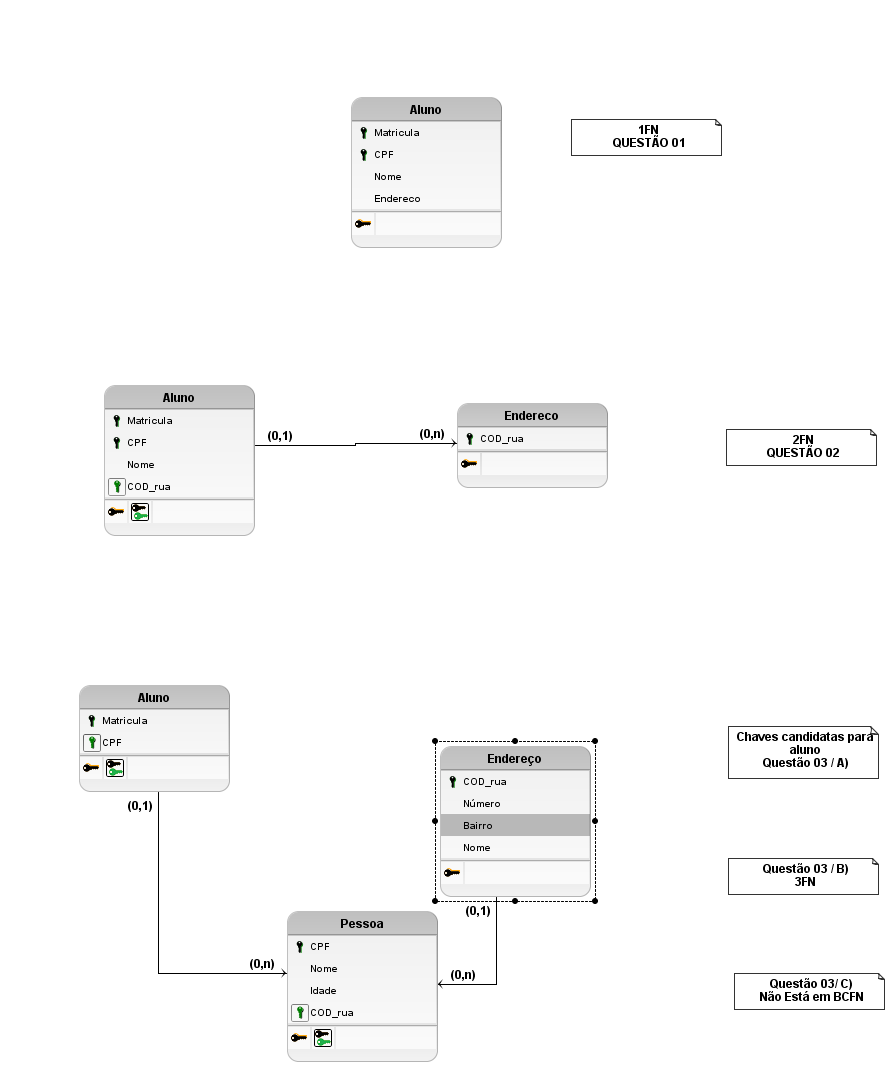 Aluno
Matricula
CPF
Nome
Endereco
1FN
QUESTÃO 01
Aluno
Matricula
CPF
Nome
COD_rua
(0,1)
(0,n)
Endereco
COD_rua
2FN
QUESTÃO 02
Aluno
Matricula
CPF
(0,1)
(0,n)
Endereço
COD_rua
Número
Bairro
Nome
(0,1)
(0,n)
Pessoa
CPF
Nome
Idade
COD_rua
Chaves candidatas para
aluno
Questão 03 / A)
Questão 03 / B)
3FN
Questão 03/ C)
Não Está em BCFN